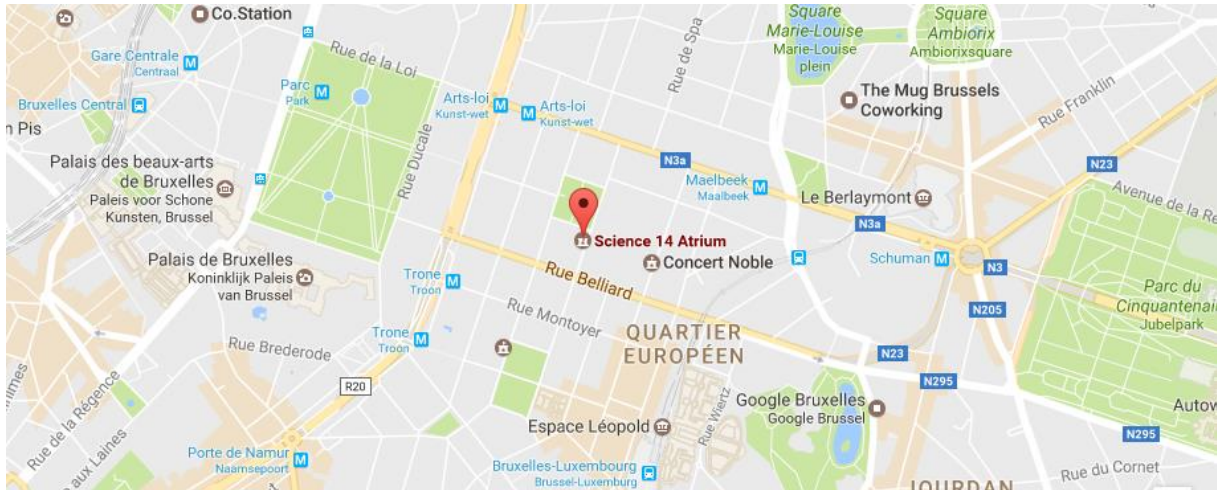 Co.Station
Square
Marie-Louise
Marie-Louise
plein
Square
Ambiorix
Ambiorixsquare
Gare Centrale
Centraal
Rue de la Loi
Rue de Spa
Parc
Park
Bruxelles Central
Arts-loi
Kunst-wet
Arts-loi
Kunst-wet
The Mug Brussels
Coworking
Rue Franklin
n Pis
Rue Ducale
N3a
N23
Palais des beaux-arts
de Bruxelles
Paleis voor Schone
Kunsten, Brussel
Maelbeek
Maalbeek
Le Berlaymont
Avenue de la Re
N3a
Science 14 Atrium
Concert Noble
Schuman
N3
Palais de Bruxelles
Koninklijk Paleis
van Brussel
Trone
Troon
Rue Belliard
Parc du
Cinquantenai
Jubelpark
N205
Rue Montoyer
QUARTIER
EUROPÉEN
Trone
Troon
Rue Brederode
N23
R20
N295
nimes
Rue de la Régence
aux Laines
Google Bruxelles
Google Brussel
Autow
Espace Léopold
Rue Wiertz
N295
Porte de Namur
Naamsepoort
Bruxelles-Luxembourg
Brussel-Luxemburg
Rue du Cornet
JOURDAN